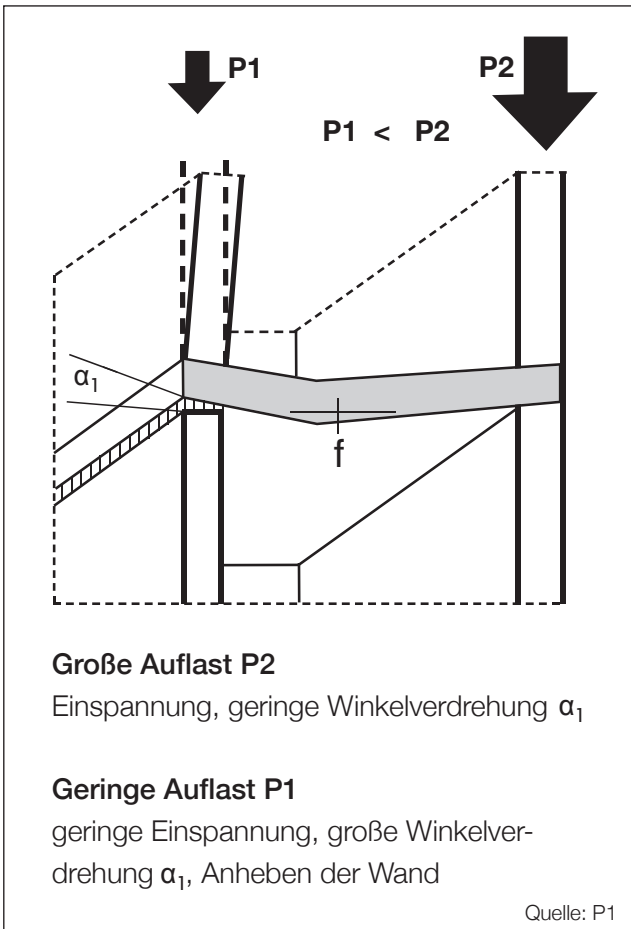 P1
P2
P1 < P2
α₁
f
Große Auflast P2
Einspannung, geringe Winkelverdrehung α₁
Geringe Auflast P1
geringe Einspannung, große Winkelver-
drehung α₁, Anheben der Wand
Quelle: P1